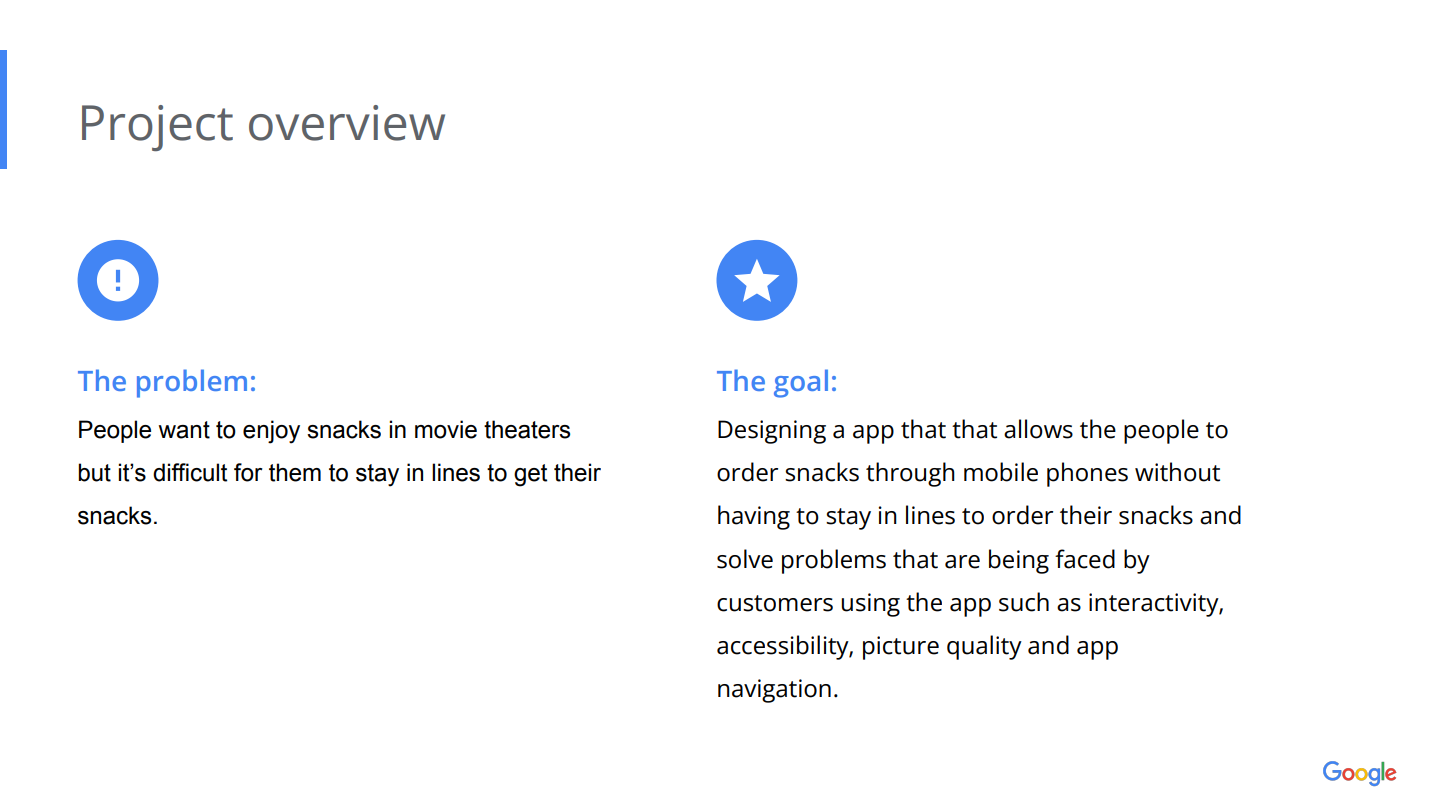 Project overview
The problem:
People want to enjoy snacks in movie theaters
but it’s difficult for them to stay in lines to get their
snacks.
The goal:
Designing a app that that allows the people to
order snacks through mobile phones without
having to stay in lines to order their snacks and
solve problems that are being faced by
customers using the app such as interactivity,
accessibility, picture quality and app
navigation.
Google